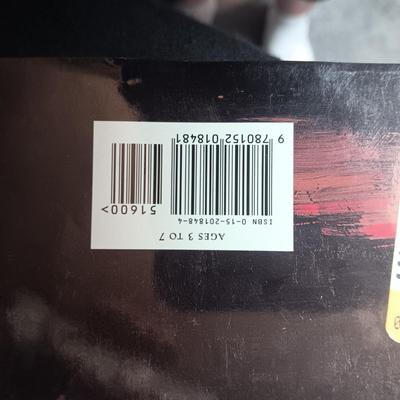 AGES 3 TO 7
ISBN 0-15-201848-4
51600>
9 780152 018481